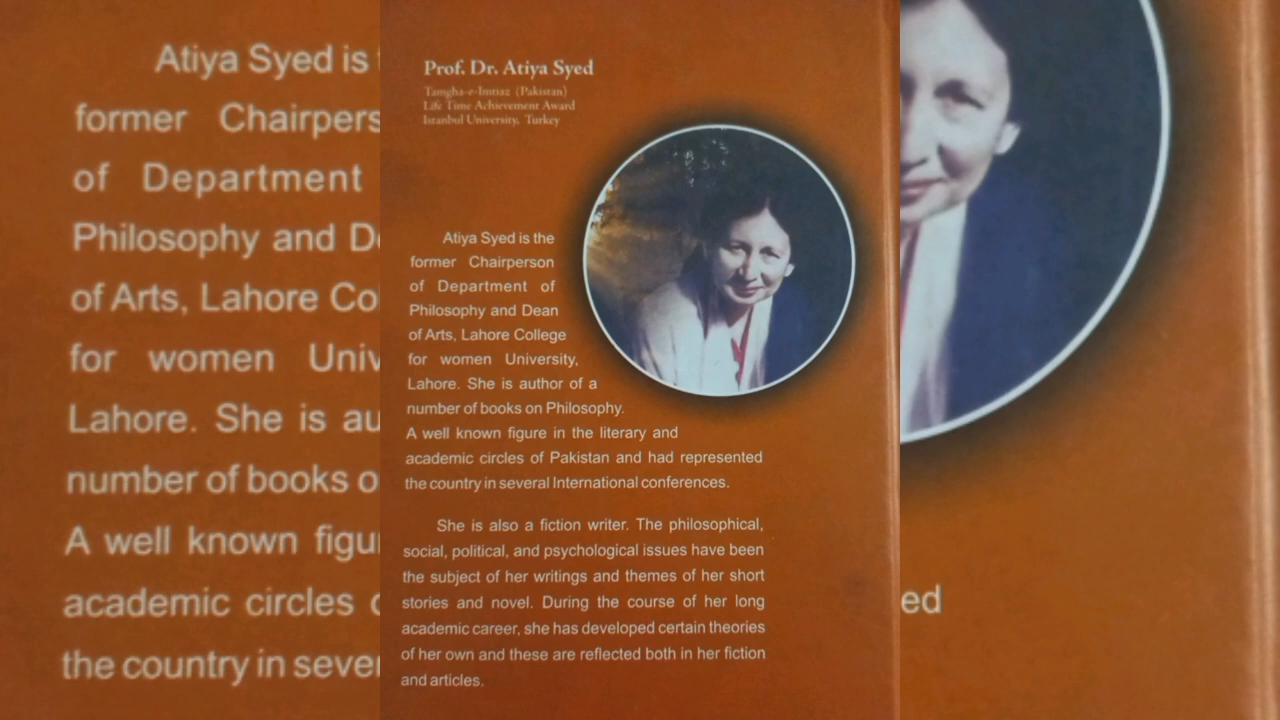 Prof. Dr. Atiya Syed
Tamgha-e-Imtiaz (Pakistan)
Life Time Achievement Award
Istanbul University, Turkey
Atiya Syed is the
former Chairperson
of Department of
Philosophy and Dean
of Arts, Lahore College
for women University,
Lahore. She is author of a
number of books on Philosophy.
A well known figure in the literary and
academic circles of Pakistan and had represented
the country in several International conferences.
She is also a fiction writer. The philosophical,
social, political, and psychological issues have been
the subject of her writings and themes of her short
stories and novel. During the course of her long
academic career, she has developed certain theories
of her own and these are reflected both in her fiction
and articles.